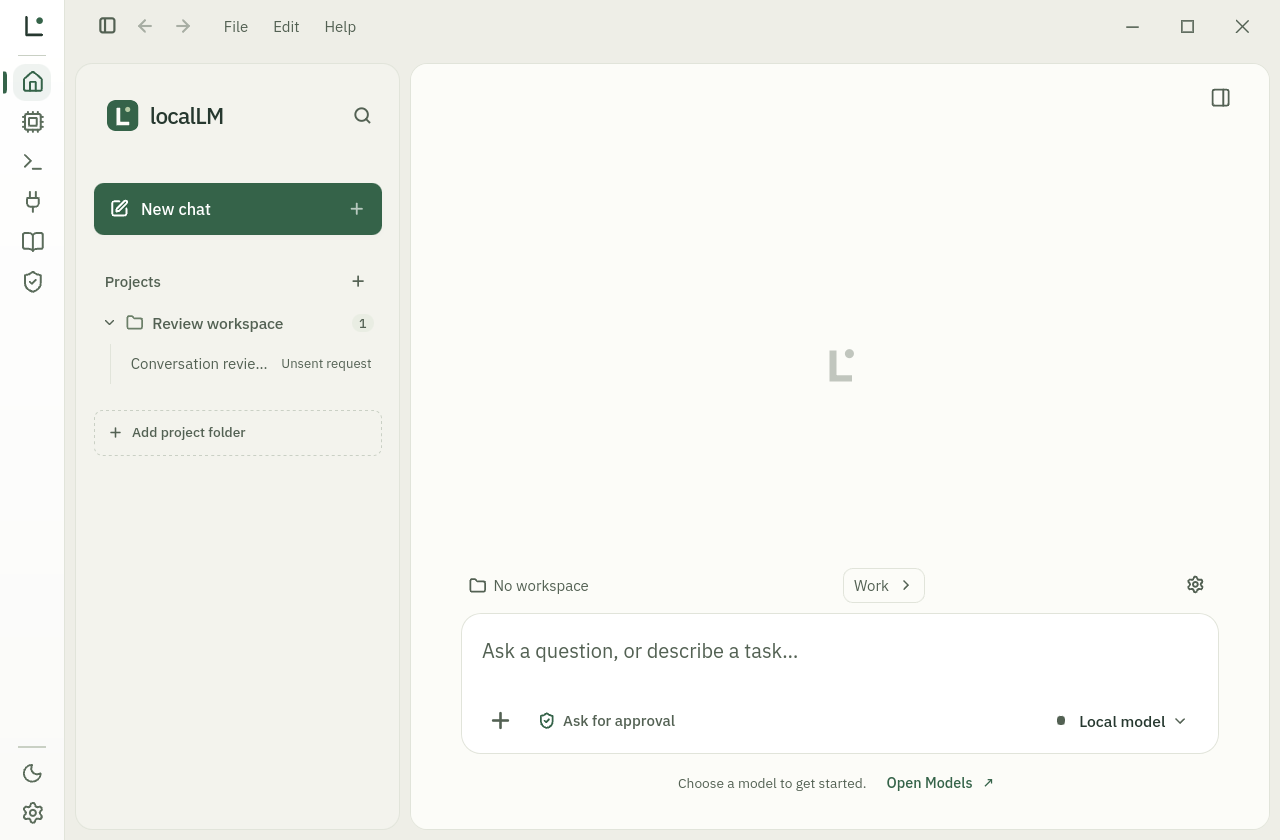 File Edit Help
localLM
New chat
Projects
Review workspace 1
Conversation revie... Unsent request
Add project folder
No workspace
Work
Ask a question, or describe a task...
Ask for approval
Local model
Choose a model to get started. Open Models